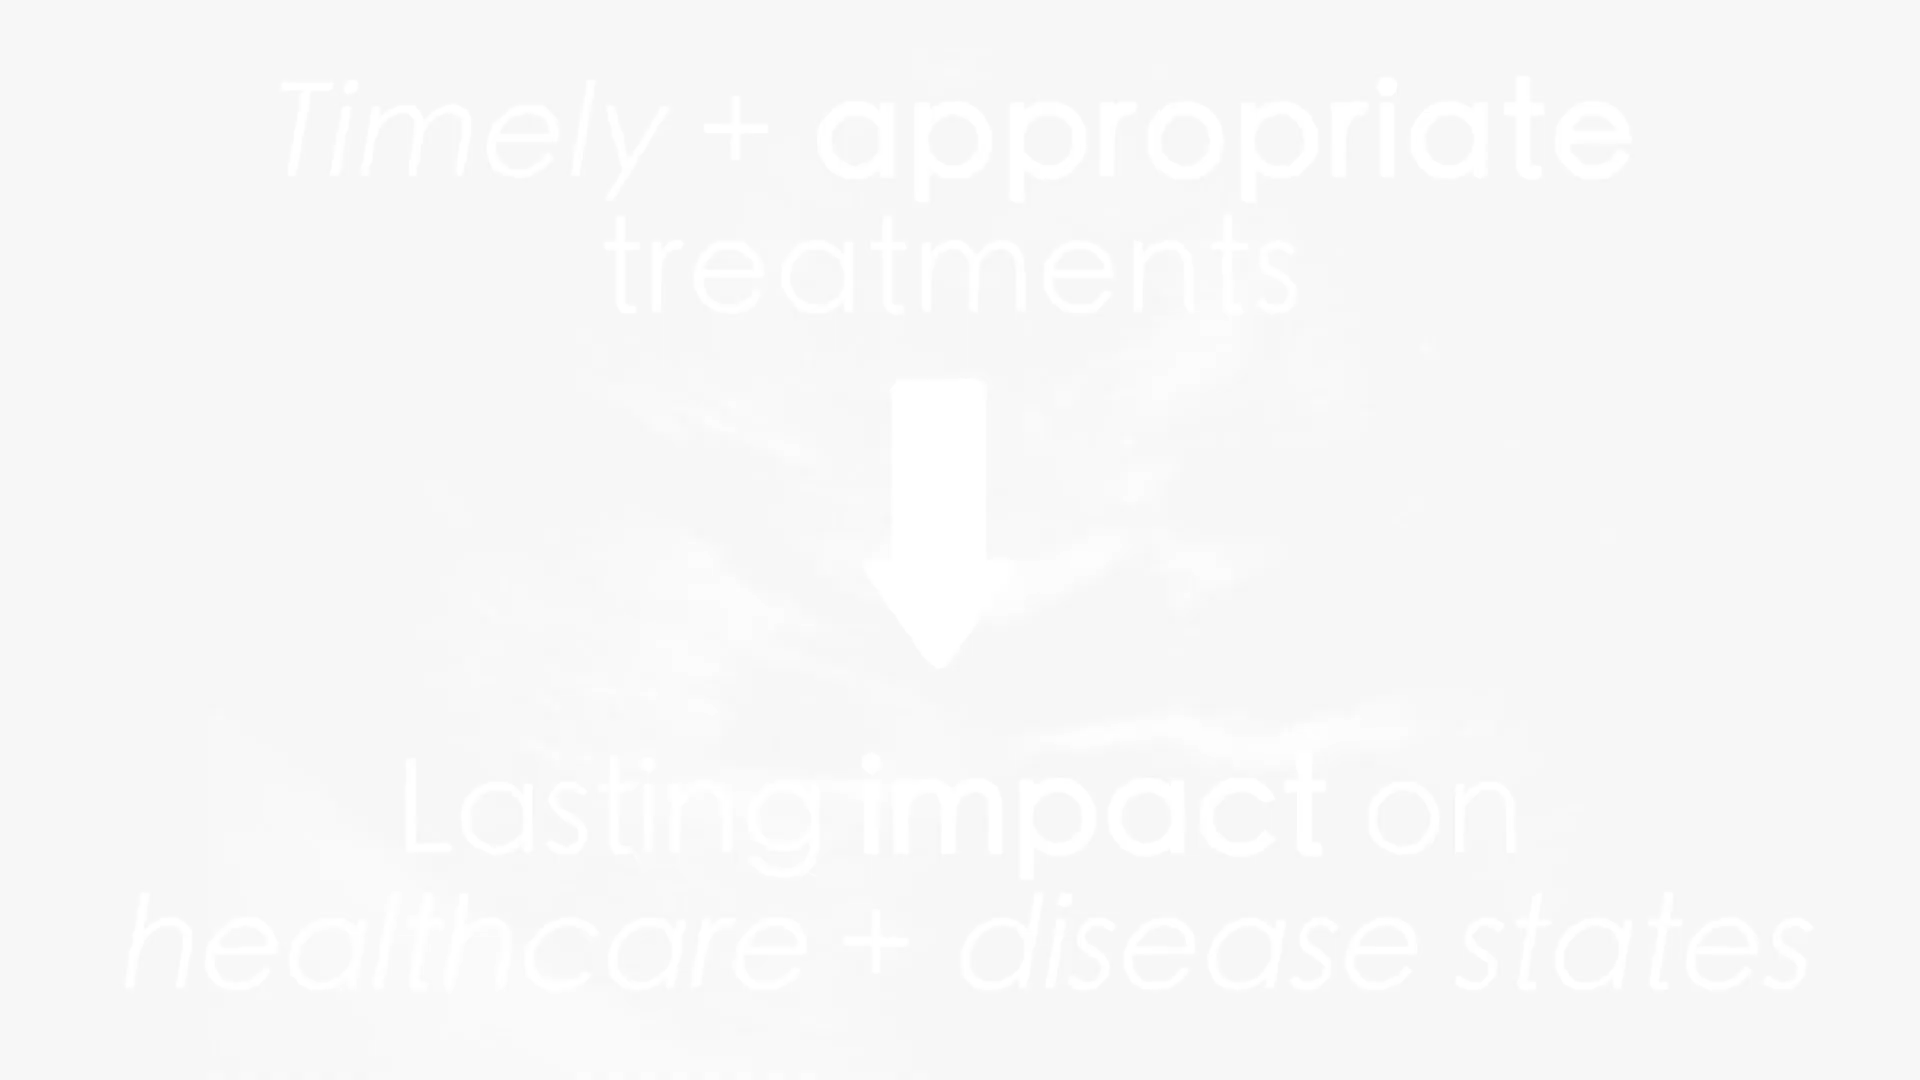 Timely + appropriate
treatments
Lasting impact on
healthcare + disease states